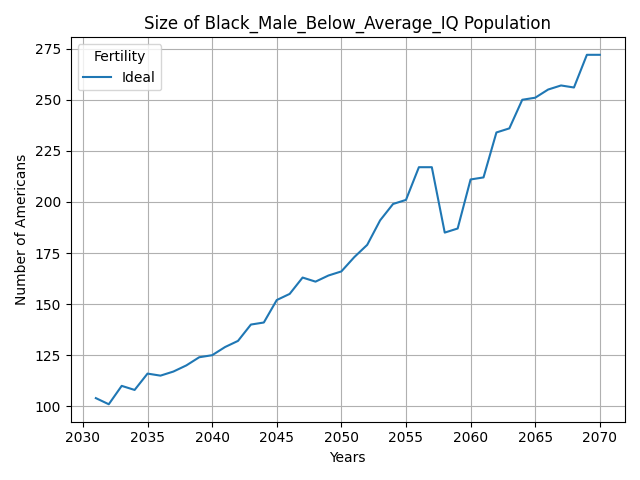 Size of Black_Male_Below_Average_IQ Population
Fertility
Ideal
Number of Americans
275
250
225
200
175
150
125
100
2030 2035 2040 2045 2050 2055 2060 2065 2070
Years